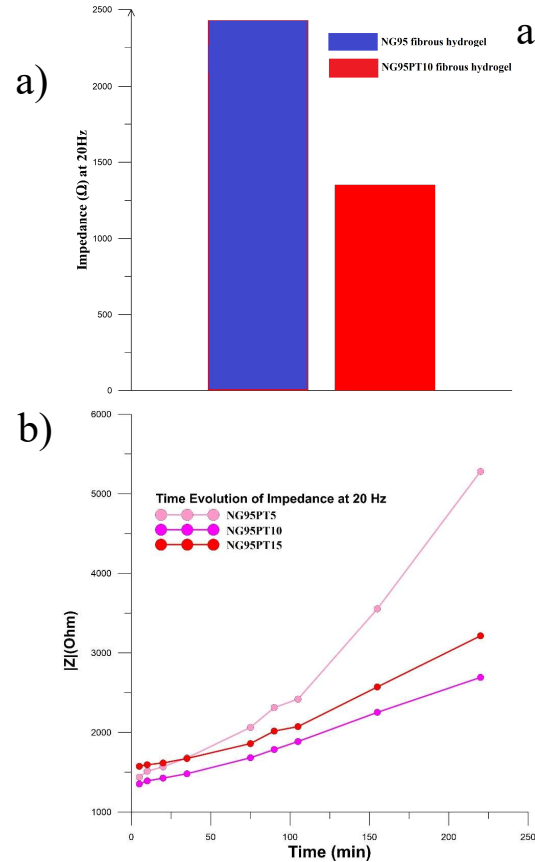 a
a)
2500
2000
1500
1000
500
0
Impedance (Ω) at 20Hz
NG95 fibrous hydrogel
NG95PT10 fibrous hydrogel
b)
6000
5000
4000
3000
2000
1000
|Z|(Ohm)
Time Evolution of Impedance at 20 Hz
NG95PT5
NG95PT10
NG95PT15
0 50 100 150 200 250
Time (min)